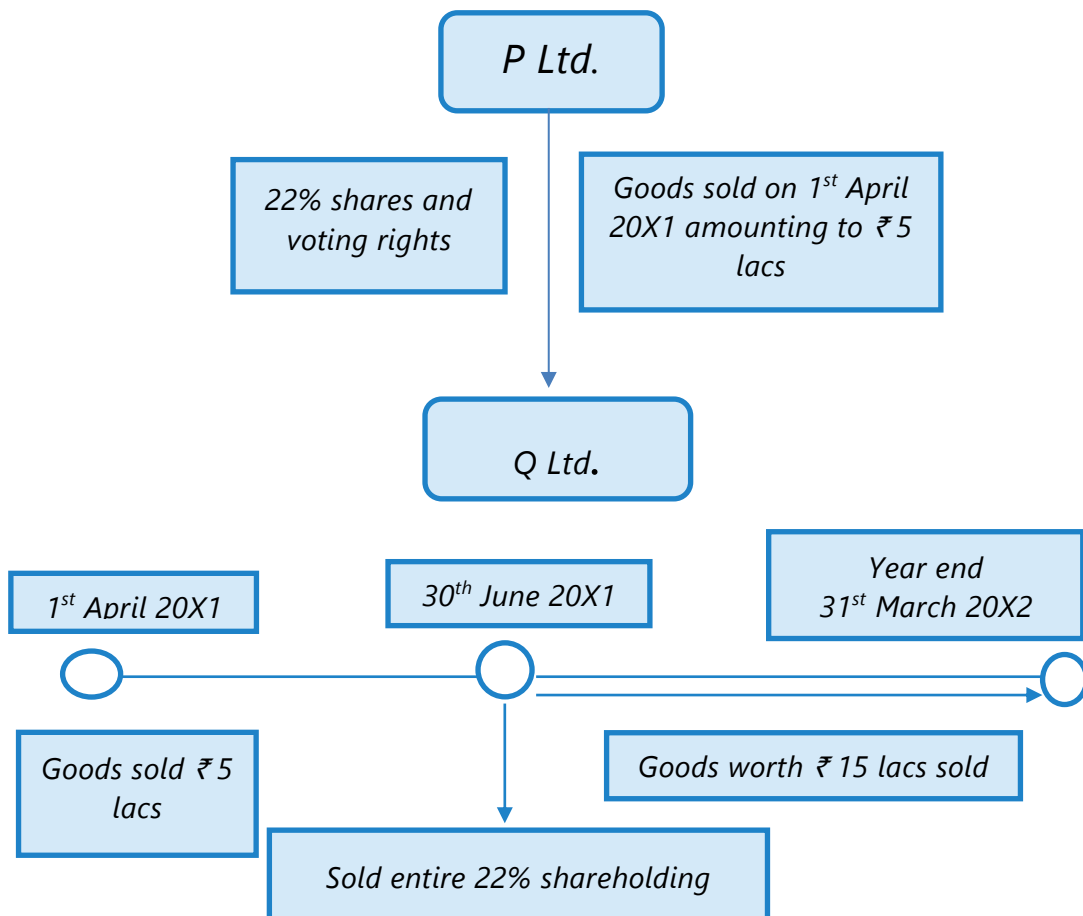 P Ltd.
22% shares and
voting rights
Goods sold on 1st April
20X1 amounting to ₹ 5
lacs
Q Ltd.
1st April 20X1
30th June 20X1
Year end
31st March 20X2
Goods sold ₹ 5
lacs
Goods worth ₹ 15 lacs sold
Sold entire 22% shareholding